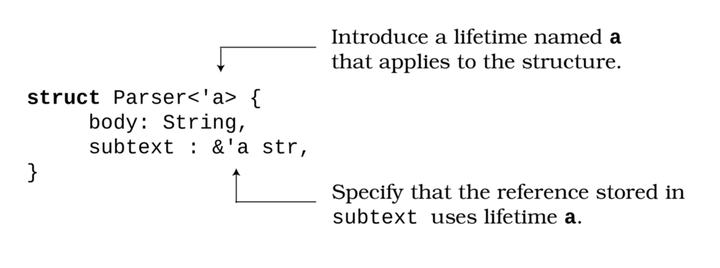 Introduce a lifetime named a
that applies to the structure.
struct Parser<'a> {
body: String,
subtext : &'a str,
}
Specify that the reference stored in
subtext uses lifetime a.